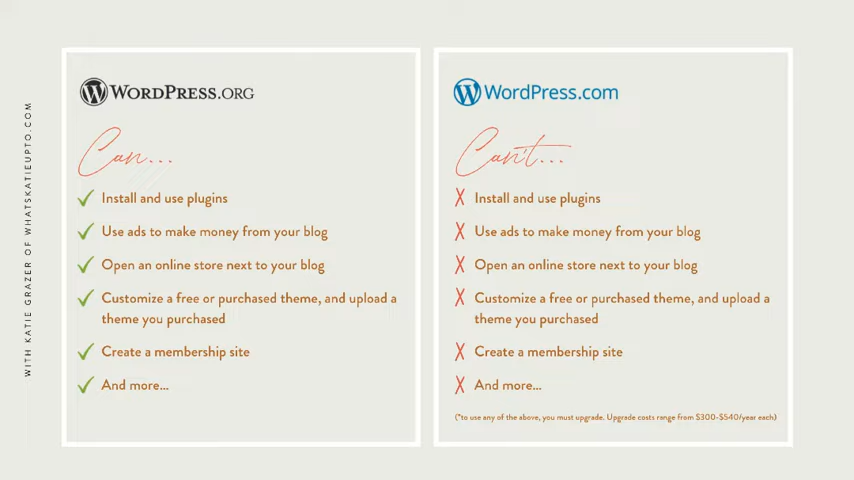 WITH KATIE GRAZER OF WHATSKATIEUPTO.COM
WORDPRESS.ORG
Can...
Install and use plugins
Use ads to make money from your blog
Open an online store next to your blog
Customize a free or purchased theme, and upload a
theme you purchased
Create a membership site
And more...
WordPress.com
Can't...
Install and use plugins
Use ads to make money from your blog
Open an online store next to your blog
Customize a free or purchased theme, and upload a
theme you purchased
Create a membership site
And more...
(*to use any of the above, you must upgrade. Upgrade costs range from $300-$540/year each)